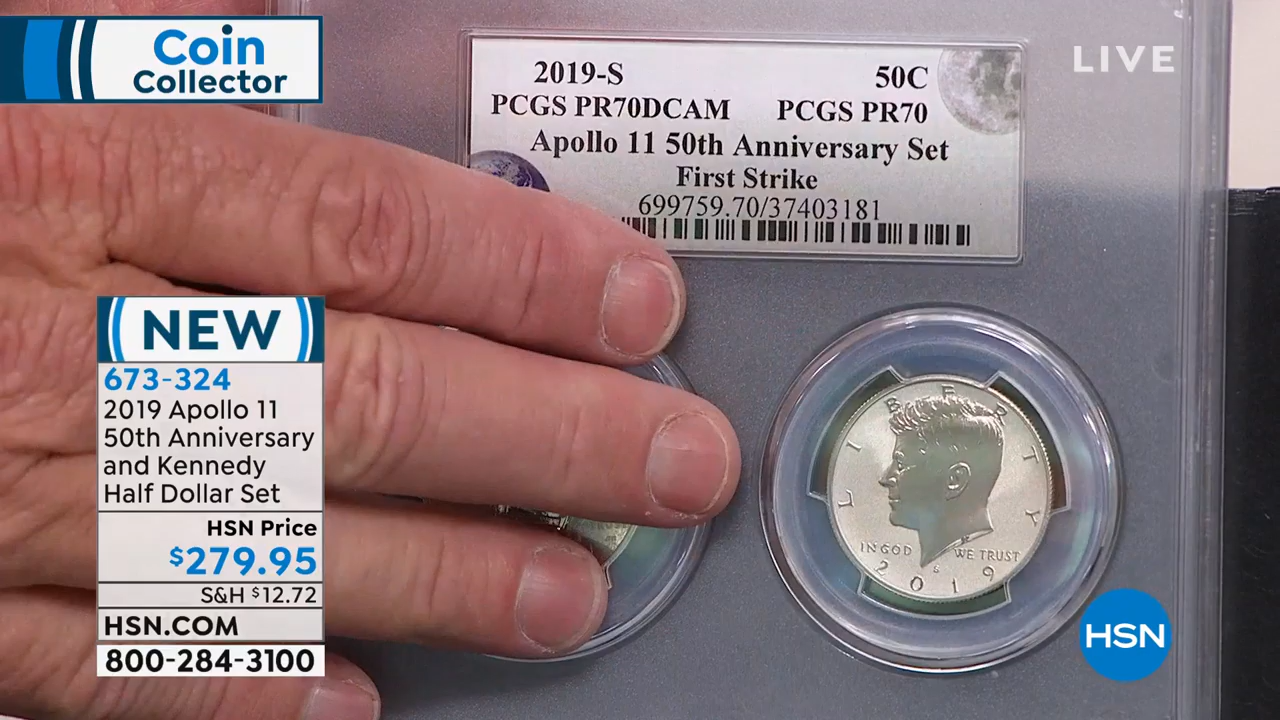 Coin
Collector
LIVE
2019-S 50C
PCGS PR70DCAM PCGS PR70
Apollo 11 50th Anniversary Set
First Strike
699759.70/37403181
NEW
673-324
2019 Apollo 11
50th Anniversary
and Kennedy
Half Dollar Set
HSN Price
$279.95
S&H $12.72
HSN.COM
800-284-3100
LIBERTY
IN GOD WE TRUST
S
2019
HSN